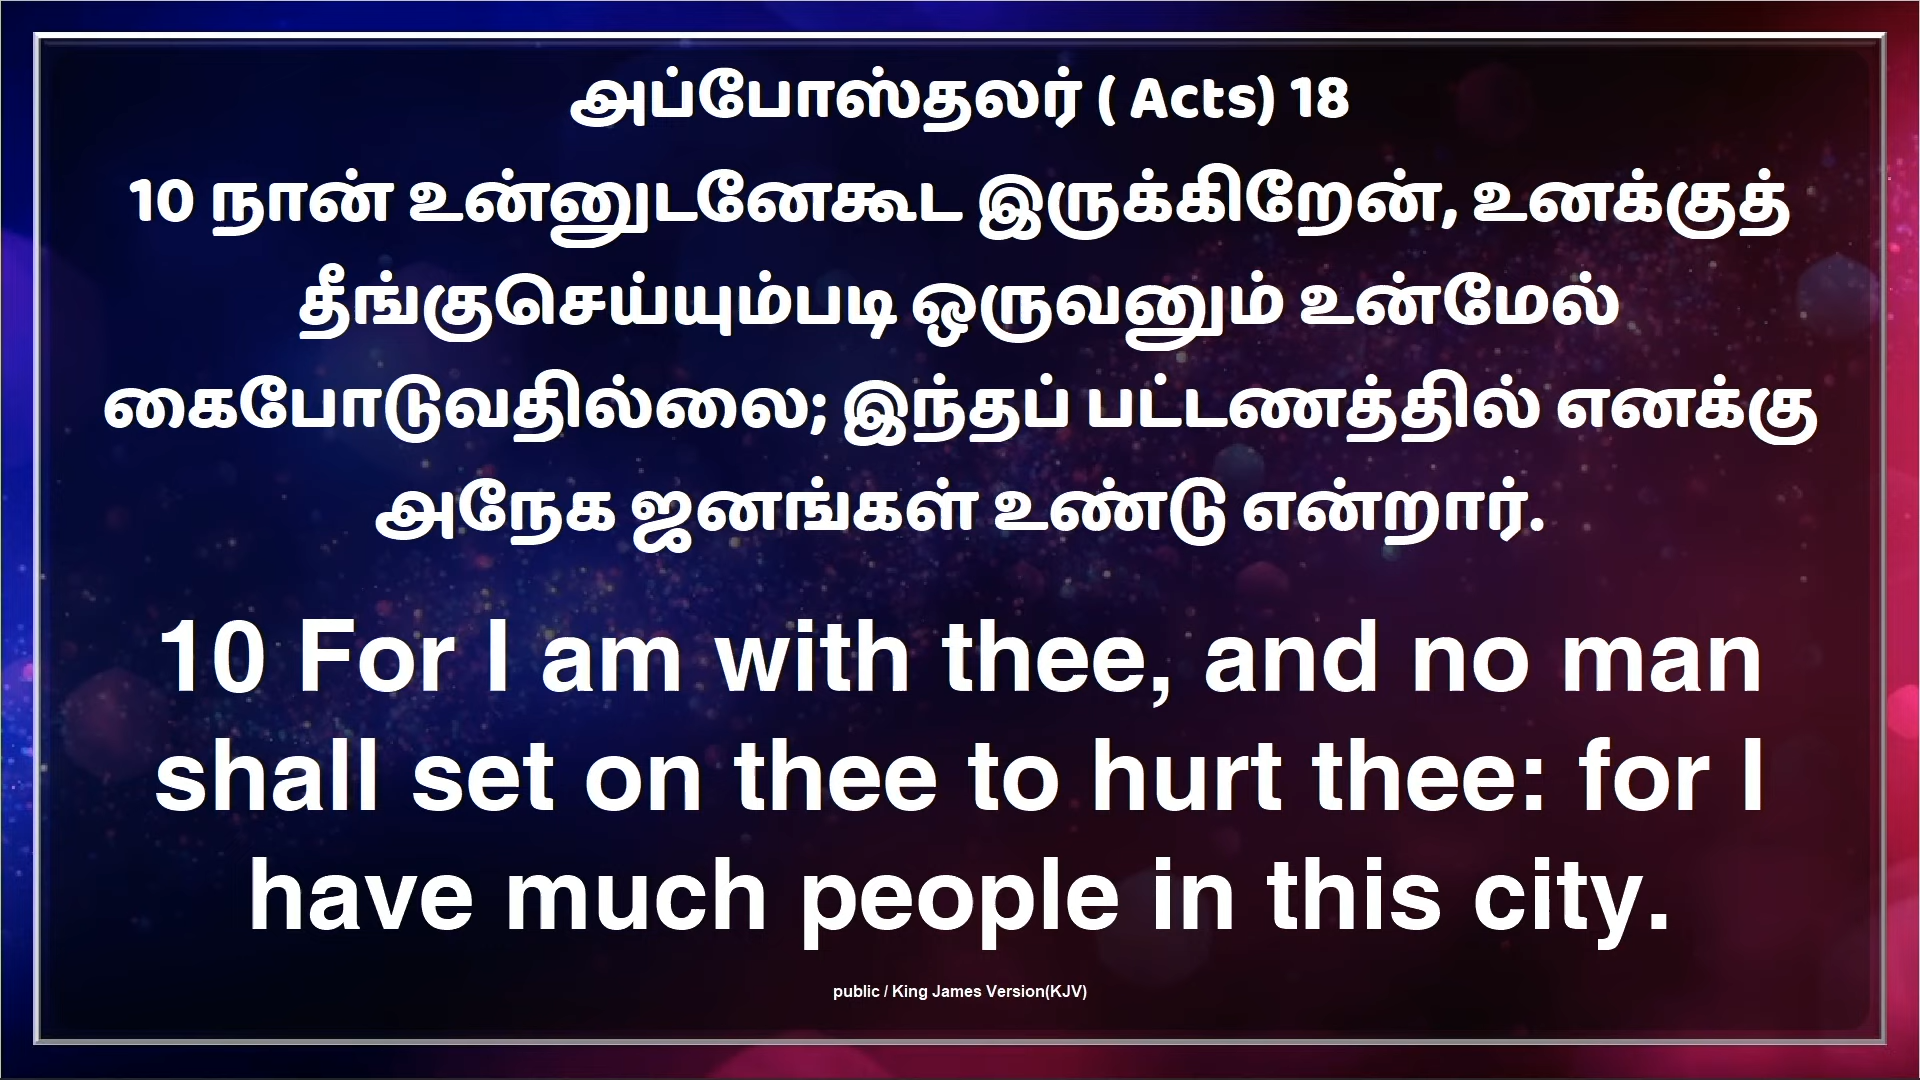 அப்போஸ்தலர் ( Acts) 18
10 நான் உன்னுடனேகூட இருக்கிறேன், உனக்குத்
தீங்குசெய்யும்படி ஒருவனும் உன்மேல்
கைபோடுவதில்லை; இந்தப் பட்டணத்தில் எனக்கு
அநேக ஜனங்கள் உண்டு என்றார்.
10 For I am with thee, and no man
shall set on thee to hurt thee: for I
have much people in this city.
public / King James Version(KJV)